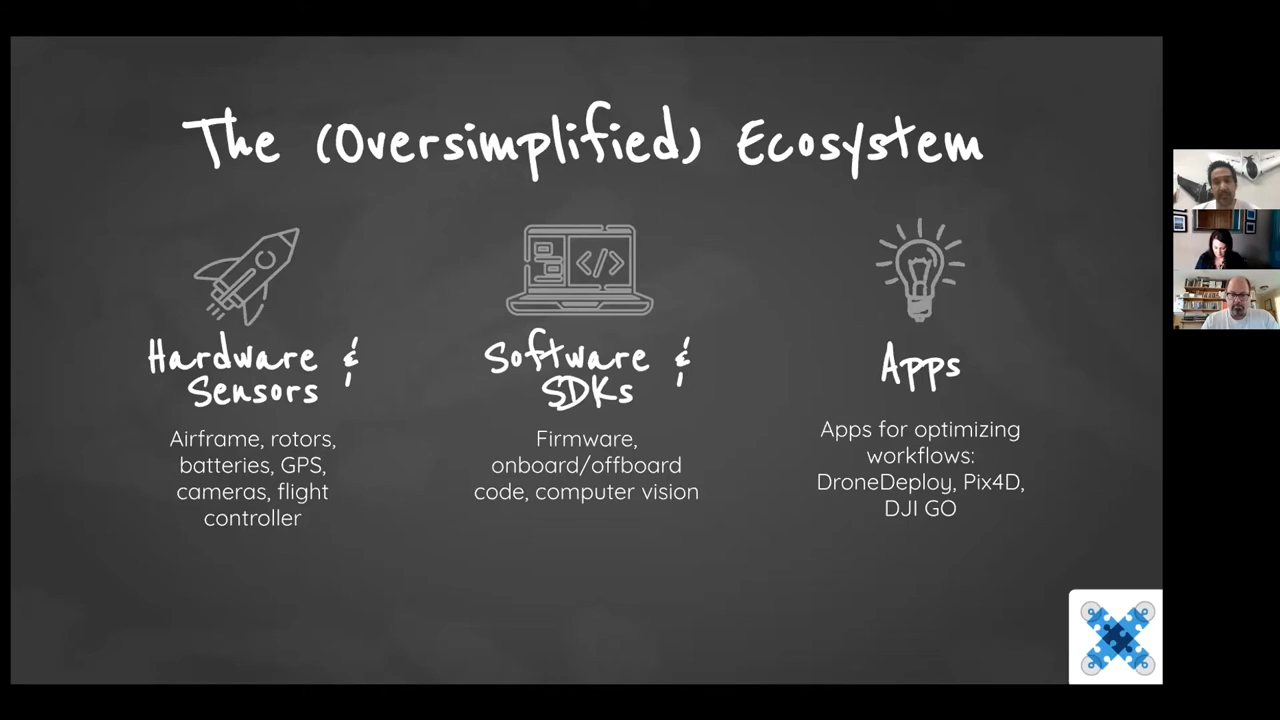 The (Oversimplified) Ecosystem
</>
Hardware &
Sensors
Airframe, rotors,
batteries, GPS,
cameras, flight
controller
Software &
SDKs
Firmware,
onboard/offboard
code, computer vision
Apps
Apps for optimizing
workflows:
DroneDeploy, Pix4D,
DJI GO